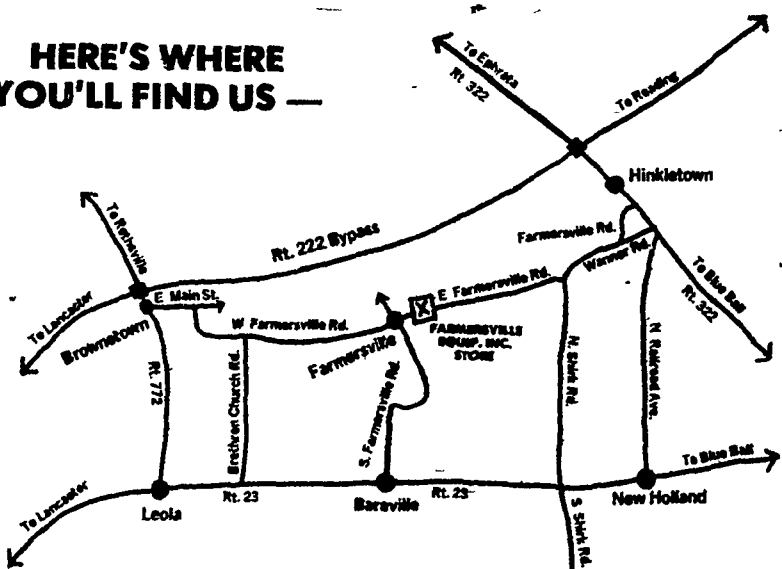 HERE'S WHERE
YOU'LL FIND US —
To Ephrata
Rt. 322
To Reading
Hinkletown
To Rothsville
Rt. 222 Bypass
Farmersville Rd.
Wanner Rd.
To Blue Ball
Rt. 322
To Lancaster
E Main St.
Brownstown
W Farmersville Rd.
E Farmersville Rd.
Farmersville
FARMERSVILLE
EQUIP. INC.
STORE
Rt. 772
Brethren Church Rd.
S. Farmersville Rd.
N. Shirk Rd.
N Railroad Ave.
To Lancaster
Leola
Rt. 23
Bareville
Rt. 23
New Holland
To Blue Ball
S. Shirk Rd.